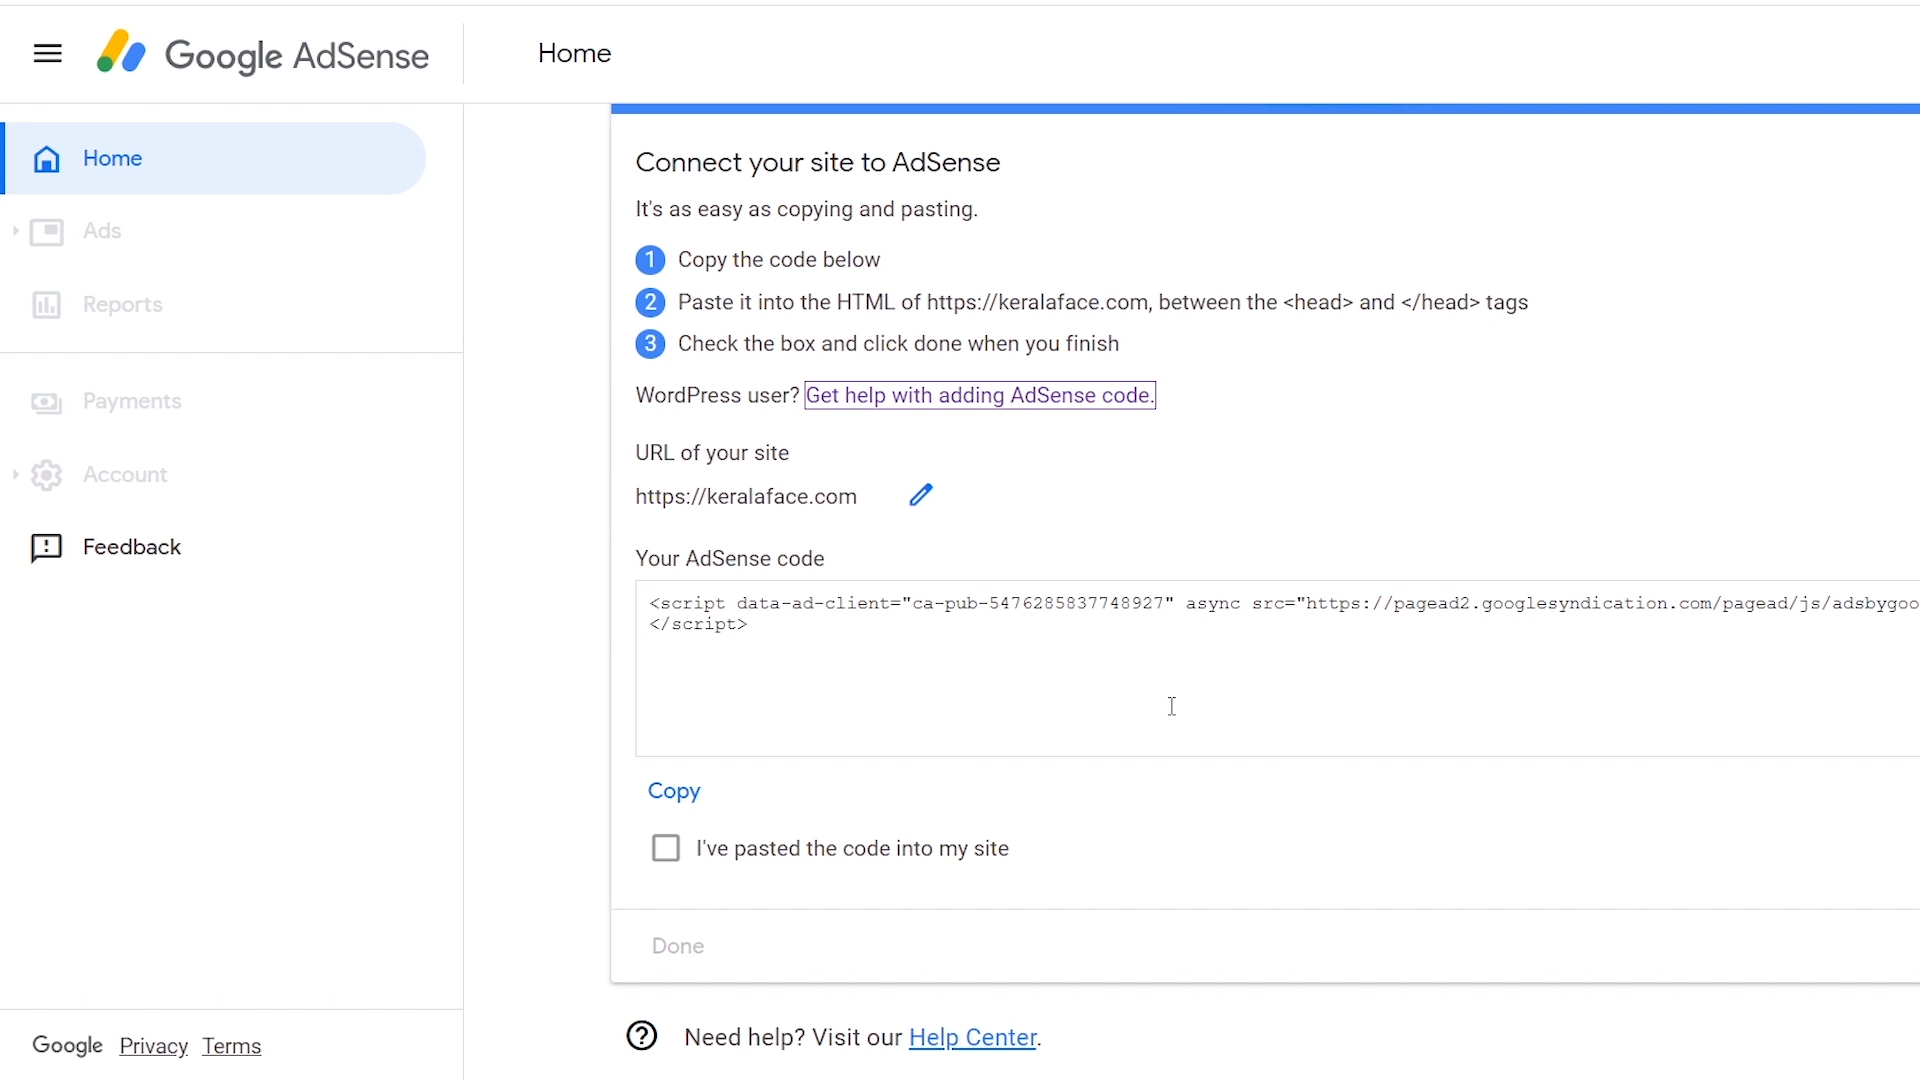 Google AdSense
Home
Home
Ads
Reports
Payments
Account
Feedback
Google Privacy Terms
Connect your site to AdSense
It's as easy as copying and pasting.
1 Copy the code below
2 Paste it into the HTML of https://keralaface.com, between the <head> and </head> tags
3 Check the box and click done when you finish
WordPress user? Get help with adding AdSense code.
URL of your site
https://keralaface.com
Your AdSense code
<script data-ad-client="ca-pub-5476285837748927" async src="https://pagead2.googlesyndication.com/pagead/js/adsbygoo
</script>
Copy
I've pasted the code into my site
Done
Need help? Visit our Help Center.